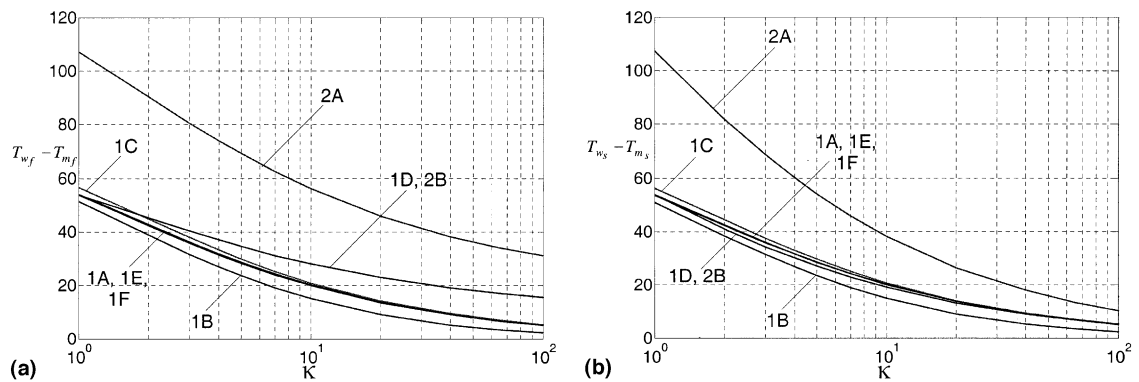 120
100
80
60
40
20
0
T_{w_f} – T_{m_f}
1C
2A
1D, 2B
1A, 1E,
1F
1B
10^0
10^1
10^2
κ
(a)
120
100
80
60
40
20
0
T_{w_s} – T_{m_s}
1C
2A
1A, 1E,
1F
1D, 2B
1B
10^0
10^1
10^2
κ
(b)